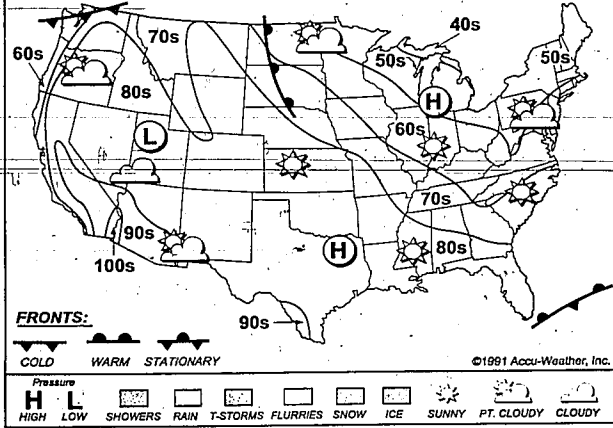 40s
60s
70s
50s
50s
80s
H
L
60s
70s
90s
H
80s
100s
90s
FRONTS:
COLD WARM STATIONARY
©1991 Accu-Weather, Inc.
Pressure
H L
HIGH LOW SHOWERS RAIN T-STORMS FLURRIES SNOW ICE SUNNY PT. CLOUDY CLOUDY